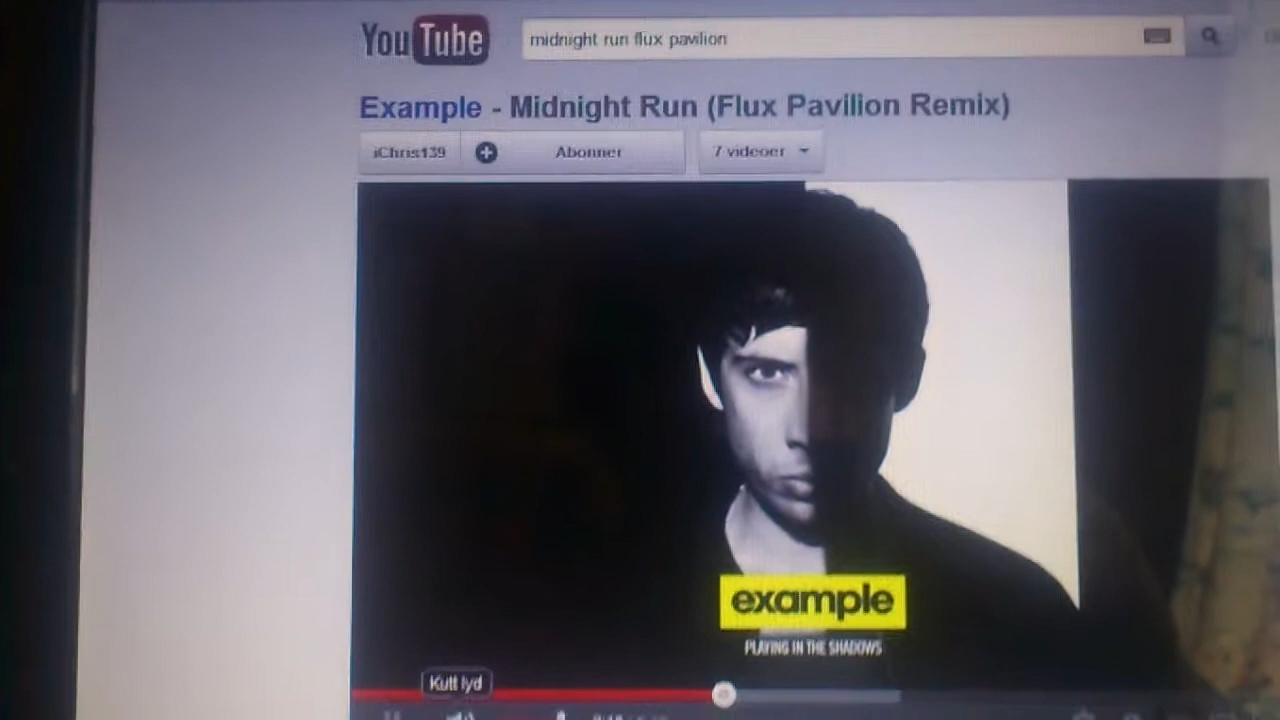 YouTube
midnight run flux pavilion
Example - Midnight Run (Flux Pavilion Remix)
iChris139
Abonner
7 videoer
example
PLAYING IN THE SHADOWS
Kutt lyd